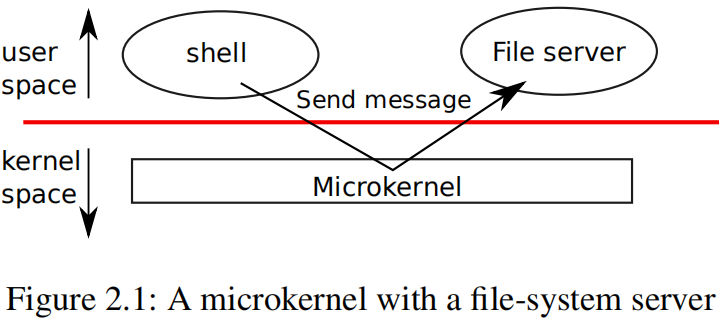 user
space
shell
File server
Send message
kernel
space
Microkernel
Figure 2.1: A microkernel with a file-system server